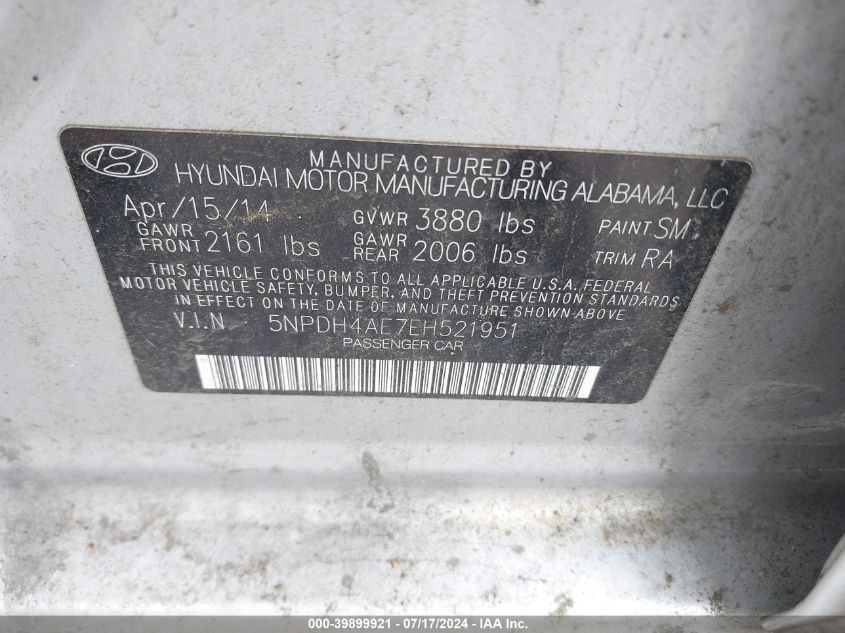 MANUFACTURED BY
HYUNDAI MOTOR MANUFACTURING ALABAMA, LLC
Apr/15/14 GVWR 3880 lbs PAINT SM
GAWR FRONT 2161 lbs GAWR REAR 2006 lbs TRIM RA
THIS VEHICLE CONFORMS TO ALL APPLICABLE U.S.A. FEDERAL
MOTOR VEHICLE SAFETY, BUMPER, AND THEFT PREVENTION STANDARDS
IN EFFECT ON THE DATE OF MANUFACTURE SHOWN ABOVE.
V.I.N 5NPDH4AE7EH521951
PASSENGER CAR
000-39899921 - 07/17/2024 - IAA Inc.